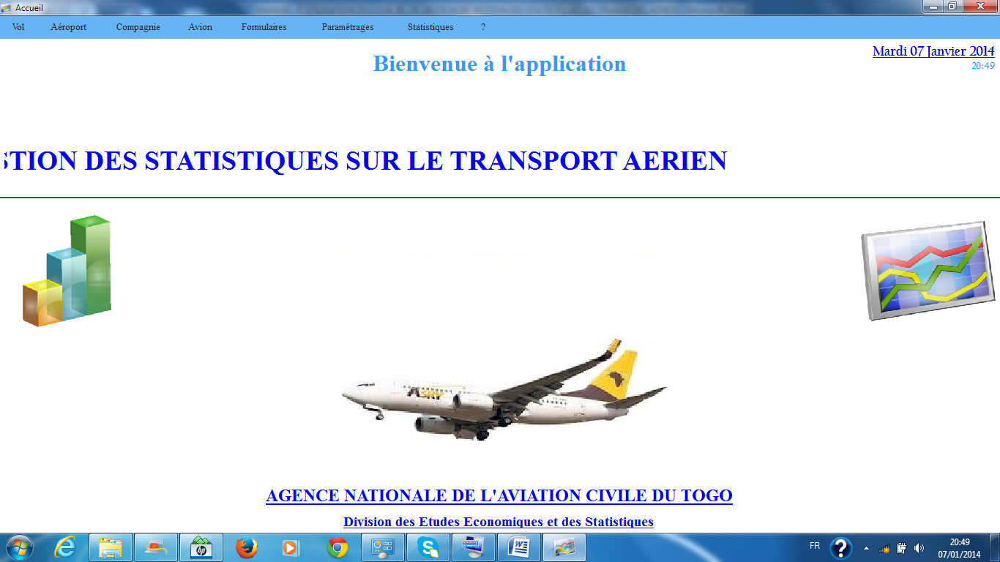 Accueil
Vol Aéroport Compagnie Avion Formulaires Paramétrages Statistiques ?
Mardi 07 Janvier 2014
20:49
Bienvenue à l'application
STION DES STATISTIQUES SUR LE TRANSPORT AERIEN
AGENCE NATIONALE DE L'AVIATION CIVILE DU TOGO
Division des Etudes Economiques et des Statistiques
FR
20:49
07/01/2014